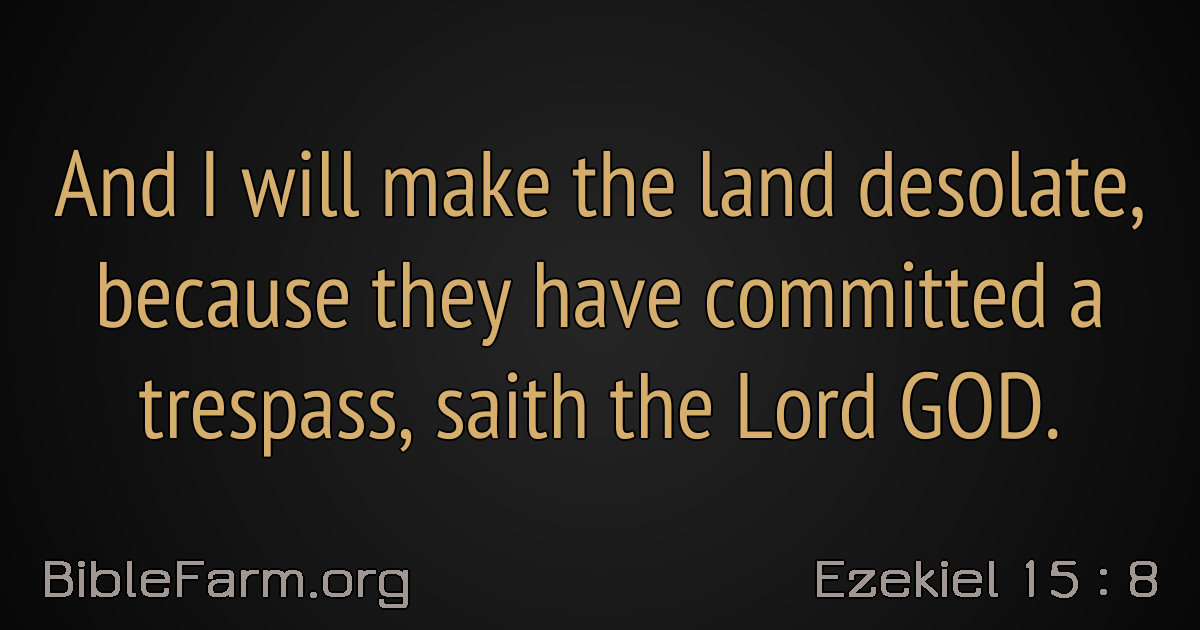 And I will make the land desolate,
because they have committed a
trespass, saith the Lord GOD.
BibleFarm.org
Ezekiel 15 : 8